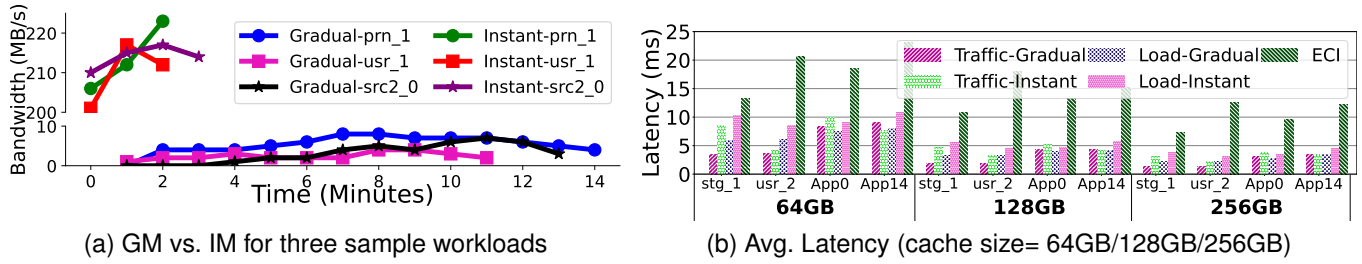 Bandwidth (MB/s)
220
210
200
10
0
Gradual-prn_1
Gradual-usr_1
Gradual-src2_0
Instant-prn_1
Instant-usr_1
Instant-src2_0
0 2 4 6 8 10 12 14
Time (Minutes)
(a) GM vs. IM for three sample workloads
Latency (ms)
25
20
15
10
5
0
Traffic-Gradual
Traffic-Instant
Load-Gradual
Load-Instant
ECI
stg_1 usr_2 App0 App14 stg_1 usr_2 App0 App14 stg_1 usr_2 App0 App14
64GB 128GB 256GB
(b) Avg. Latency (cache size= 64GB/128GB/256GB)